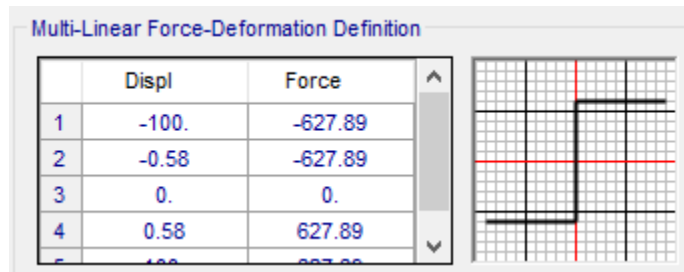 Multi-Linear Force-Deformation Definition
Displ Force
1 -100. -627.89
2 -0.58 -627.89
3 0. 0.
4 0.58 627.89